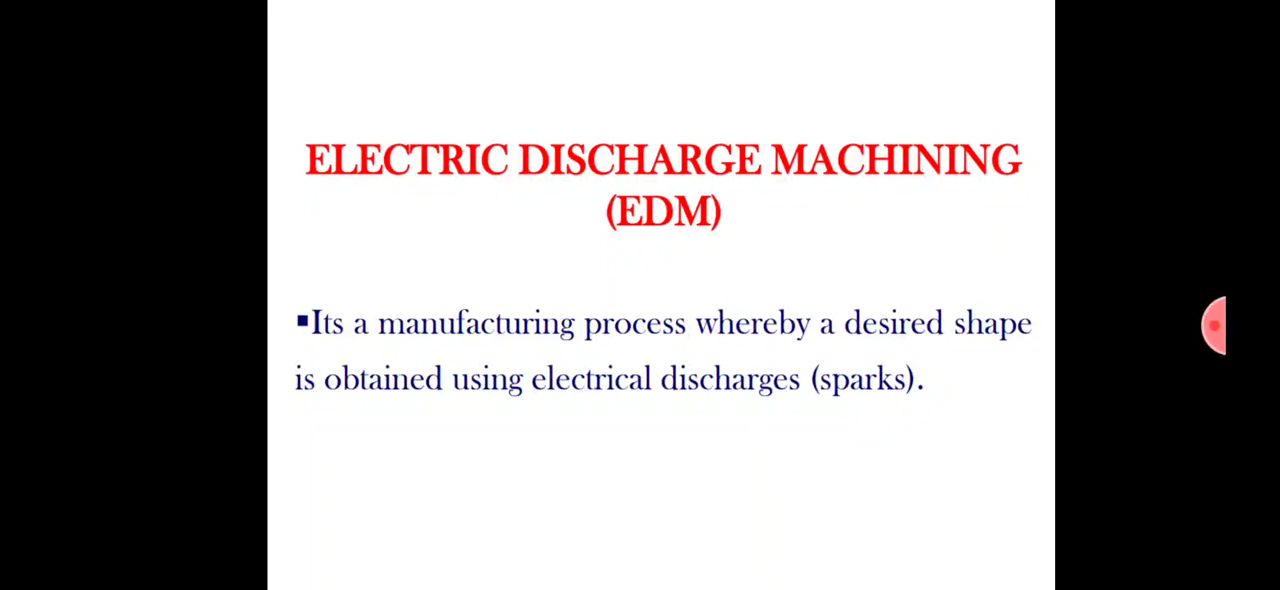 ELECTRIC DISCHARGE MACHINING
(EDM)
▪Its a manufacturing process whereby a desired shape
is obtained using electrical discharges (sparks).